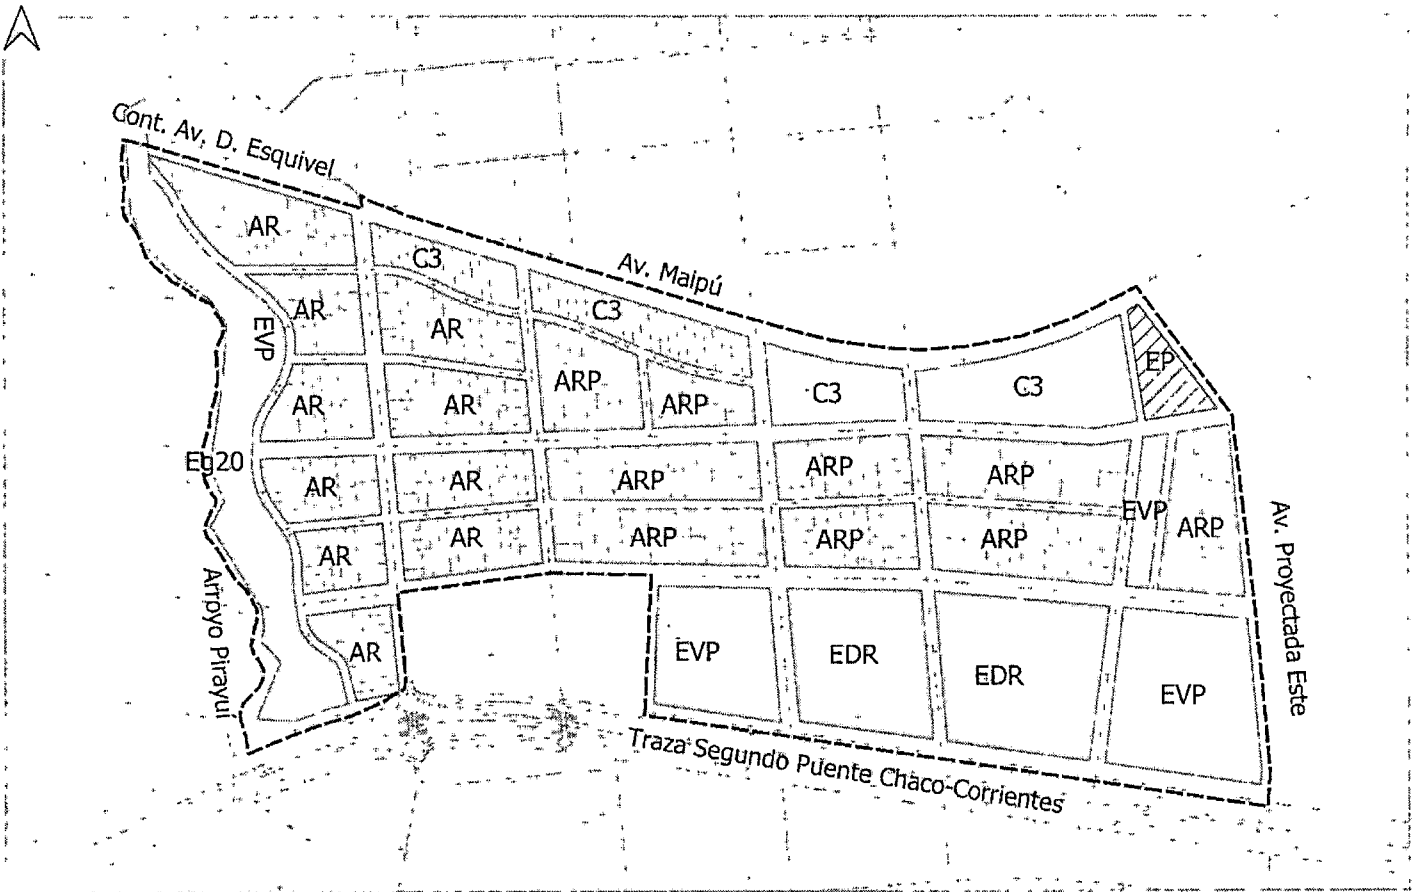 Cont. Av. D. Esquivel
AR
C3
Av. Maipú
AR
EVP
AR
C3
EP
ARP
C3
C3
AR
AR
ARP
Eg20
AR
AR
ARP
ARP
ARP
EVP
ARP
AR
AR
ARP
ARP
ARP
Av. Proyectada Este
Arroyo Pirayui
AR
EVP
EDR
EDR
EVP
Traza Segundo Puente Chaco-Corrientes